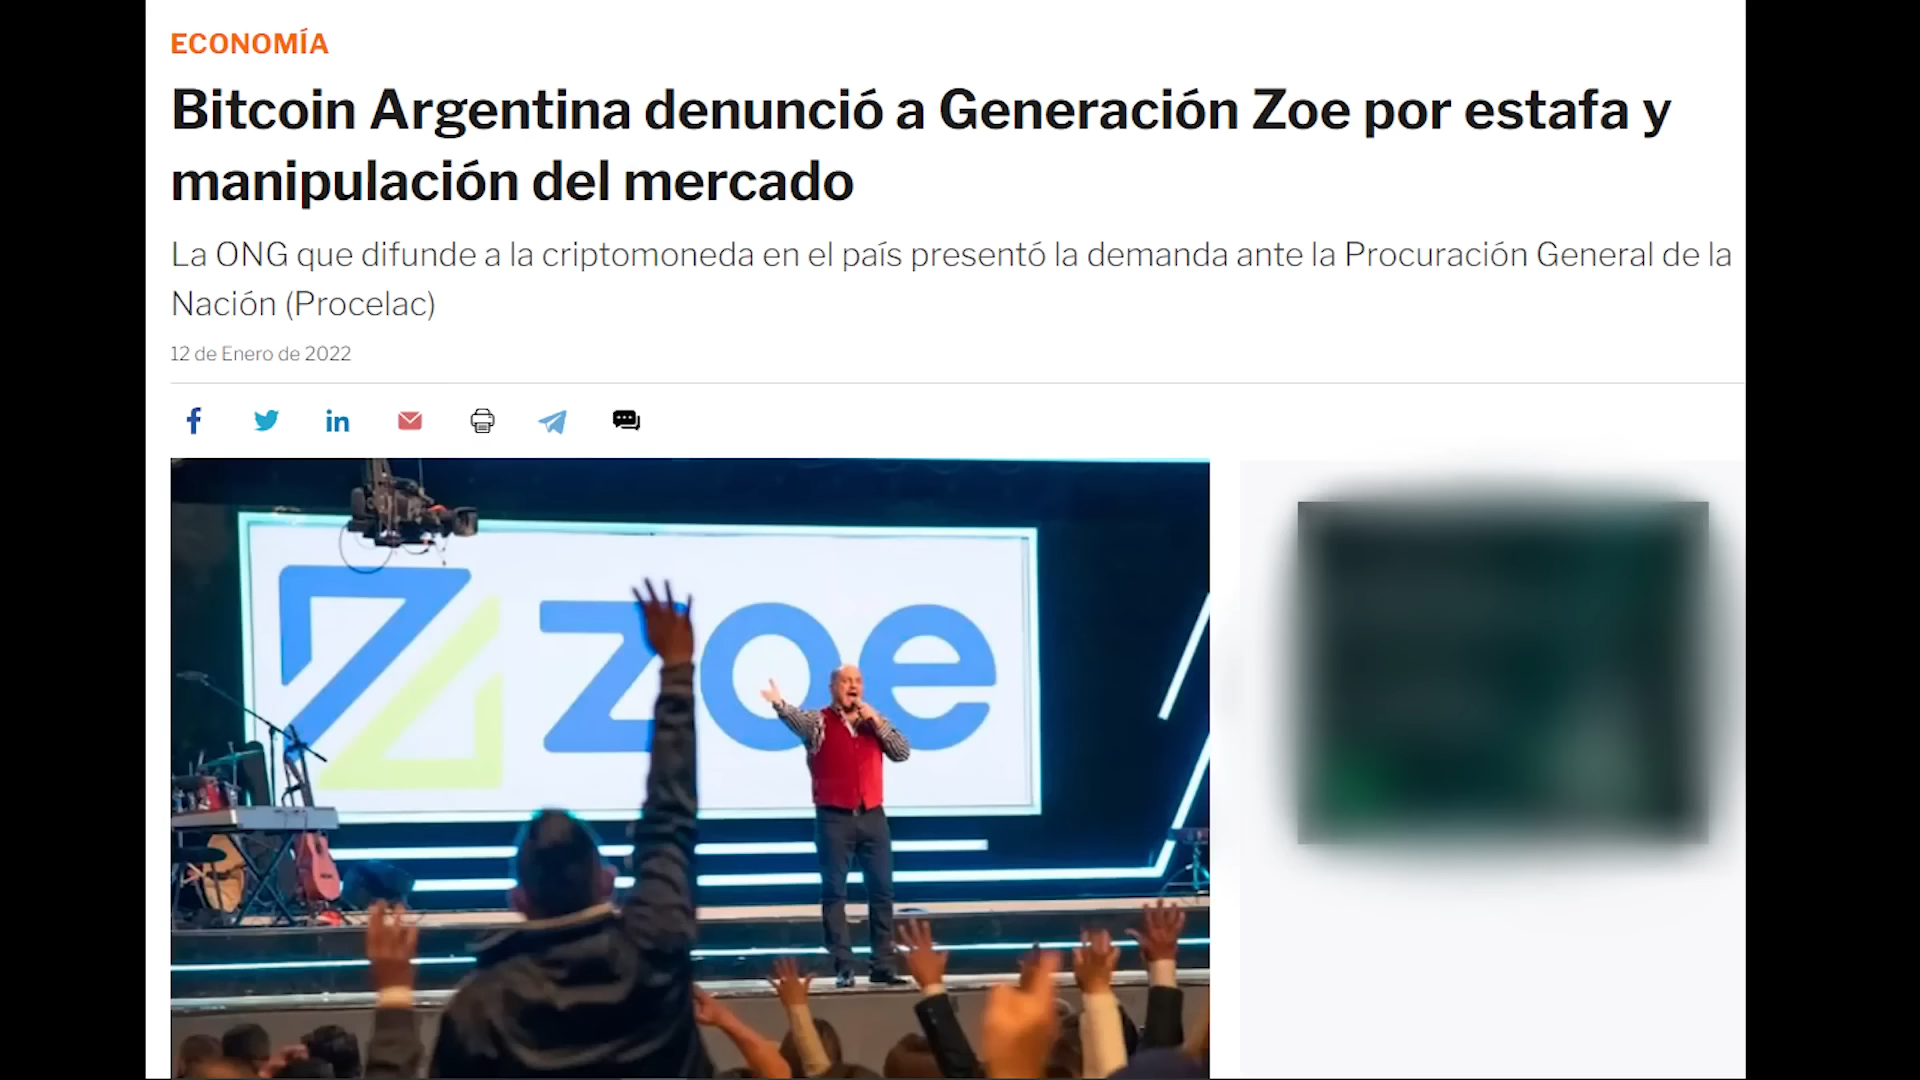 ECONOMÍA
Bitcoin Argentina denunció a Generación Zoe por estafa y
manipulación del mercado
La ONG que difunde a la criptomoneda en el país presentó la demanda ante la Procuración General de la
Nación (Procelac)
12 de Enero de 2022
zoe